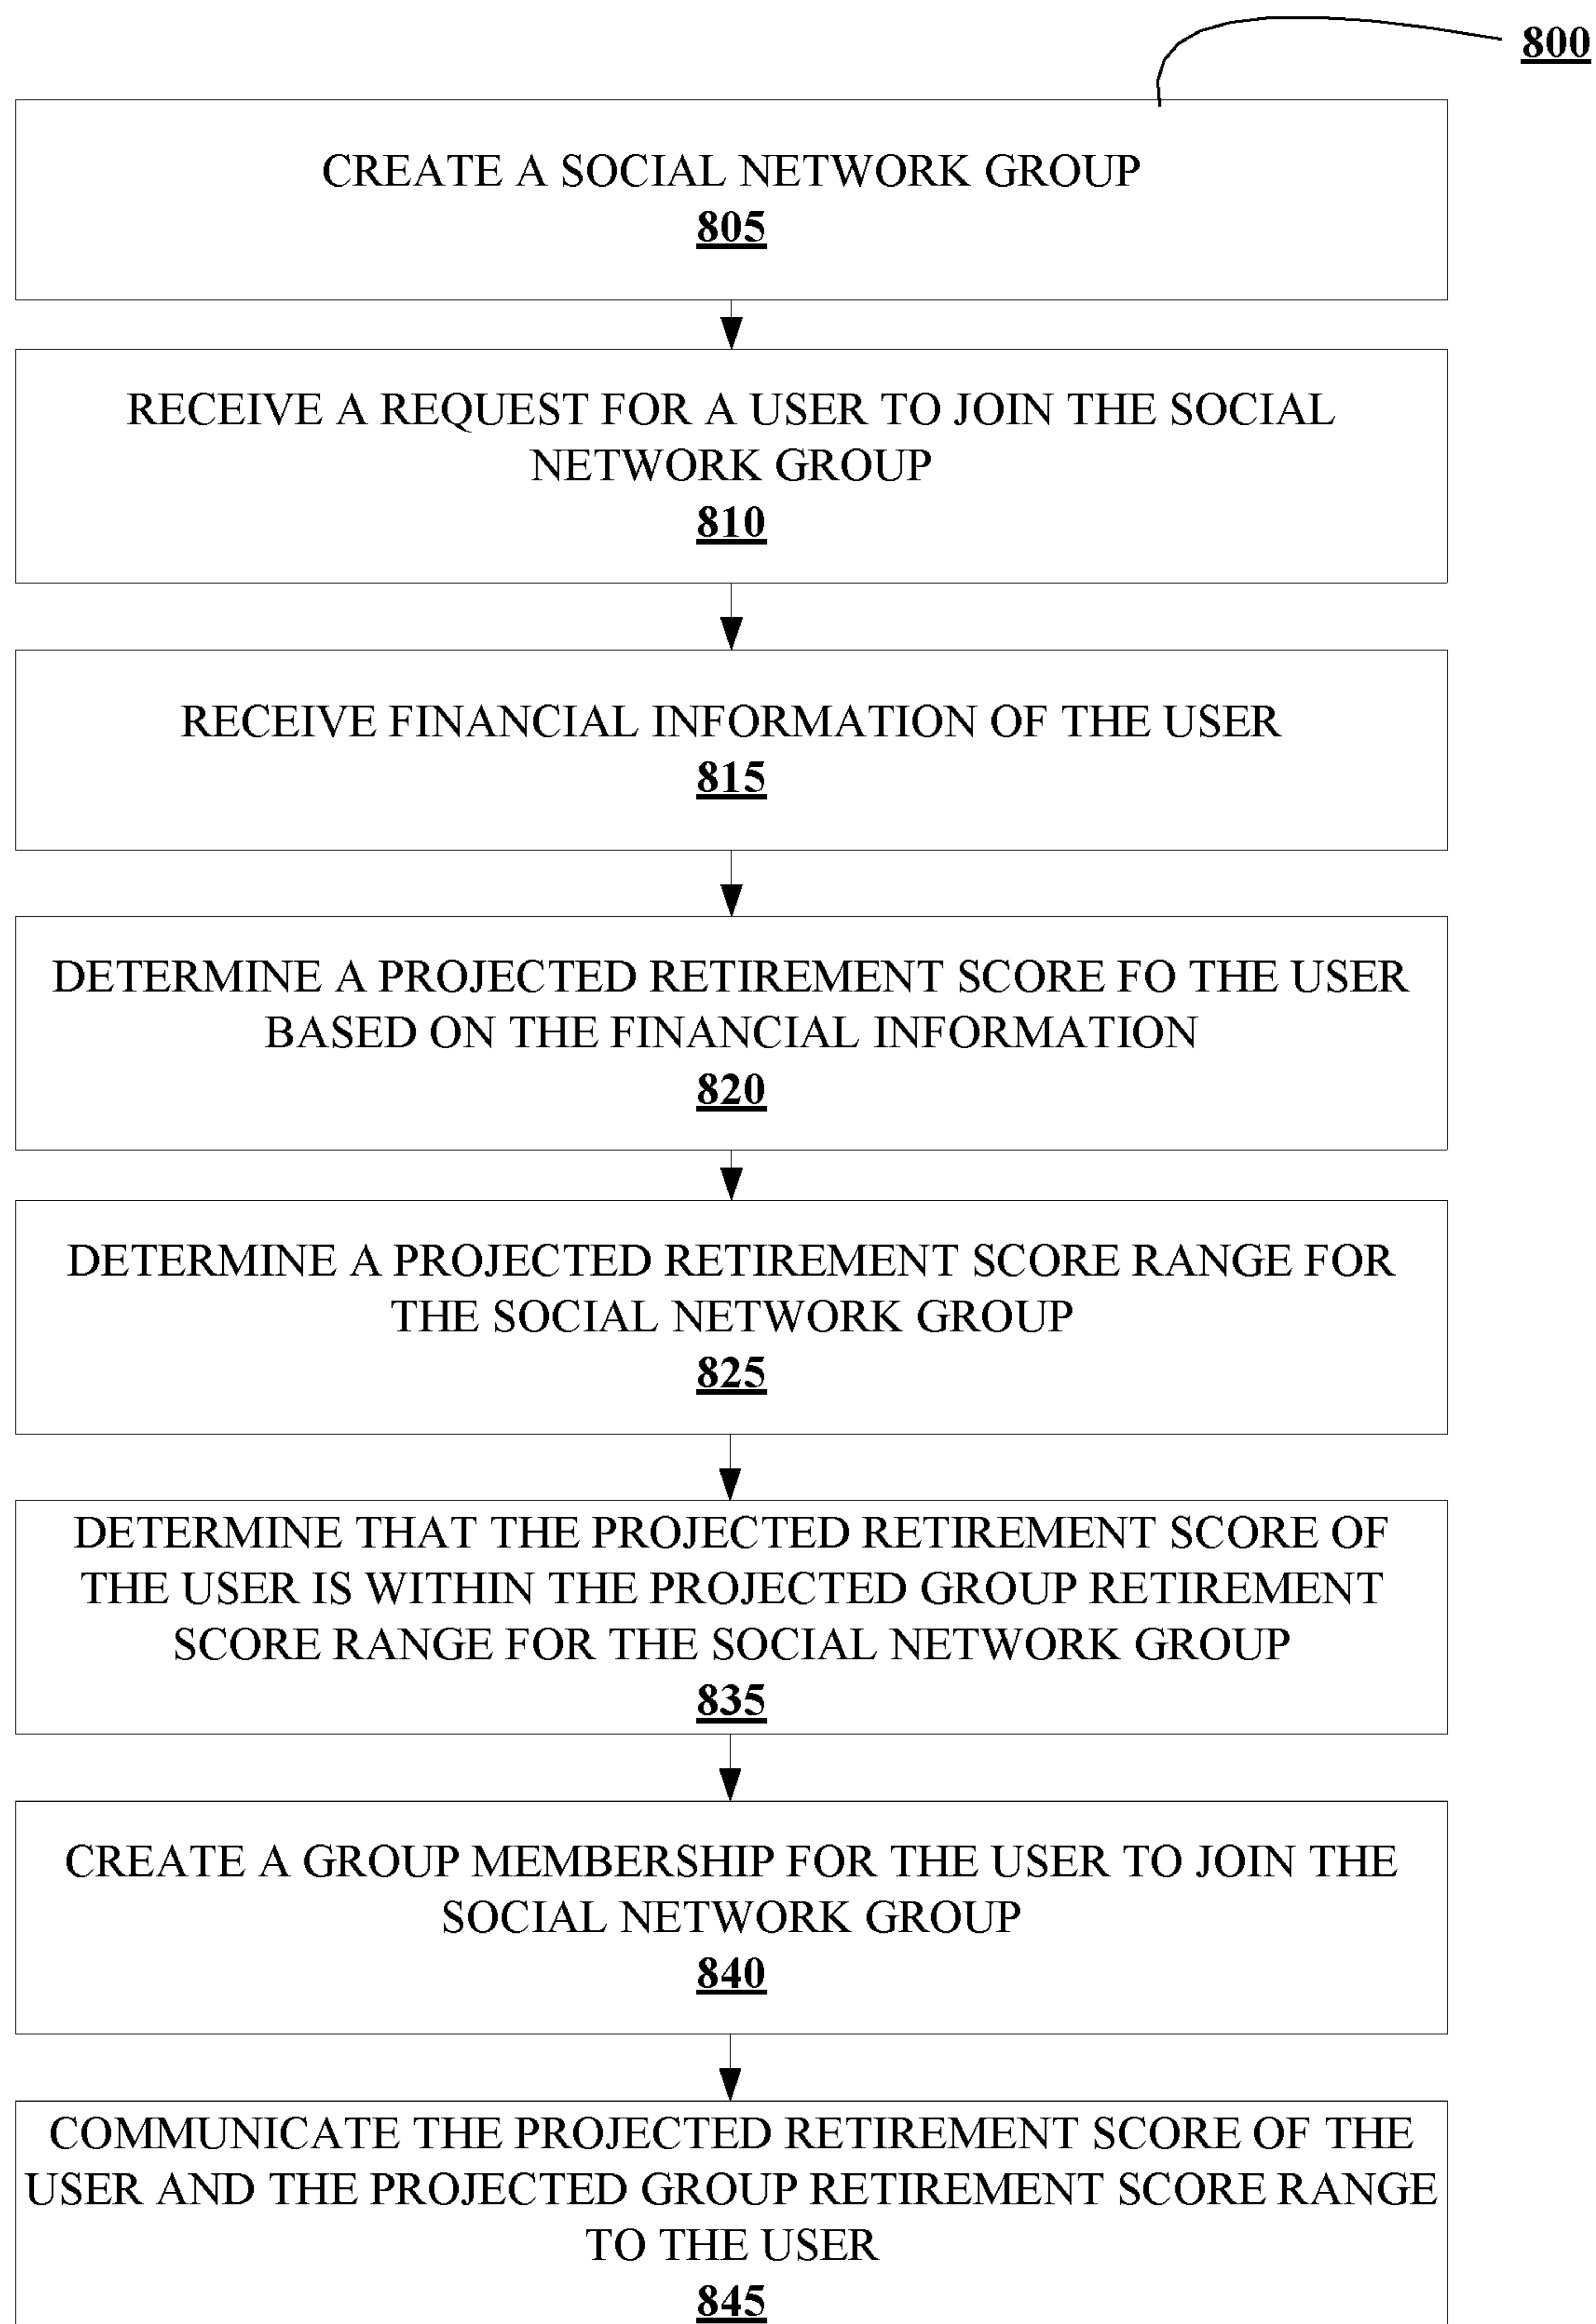 800
CREATE A SOCIAL NETWORK GROUP
805
RECEIVE A REQUEST FOR A USER TO JOIN THE SOCIAL
NETWORK GROUP
810
RECEIVE FINANCIAL INFORMATION OF THE USER
815
DETERMINE A PROJECTED RETIREMENT SCORE FO THE USER
BASED ON THE FINANCIAL INFORMATION
820
DETERMINE A PROJECTED RETIREMENT SCORE RANGE FOR
THE SOCIAL NETWORK GROUP
825
DETERMINE THAT THE PROJECTED RETIREMENT SCORE OF
THE USER IS WITHIN THE PROJECTED GROUP RETIREMENT
SCORE RANGE FOR THE SOCIAL NETWORK GROUP
835
CREATE A GROUP MEMBERSHIP FOR THE USER TO JOIN THE
SOCIAL NETWORK GROUP
840
COMMUNICATE THE PROJECTED RETIREMENT SCORE OF THE
USER AND THE PROJECTED GROUP RETIREMENT SCORE RANGE
TO THE USER
845